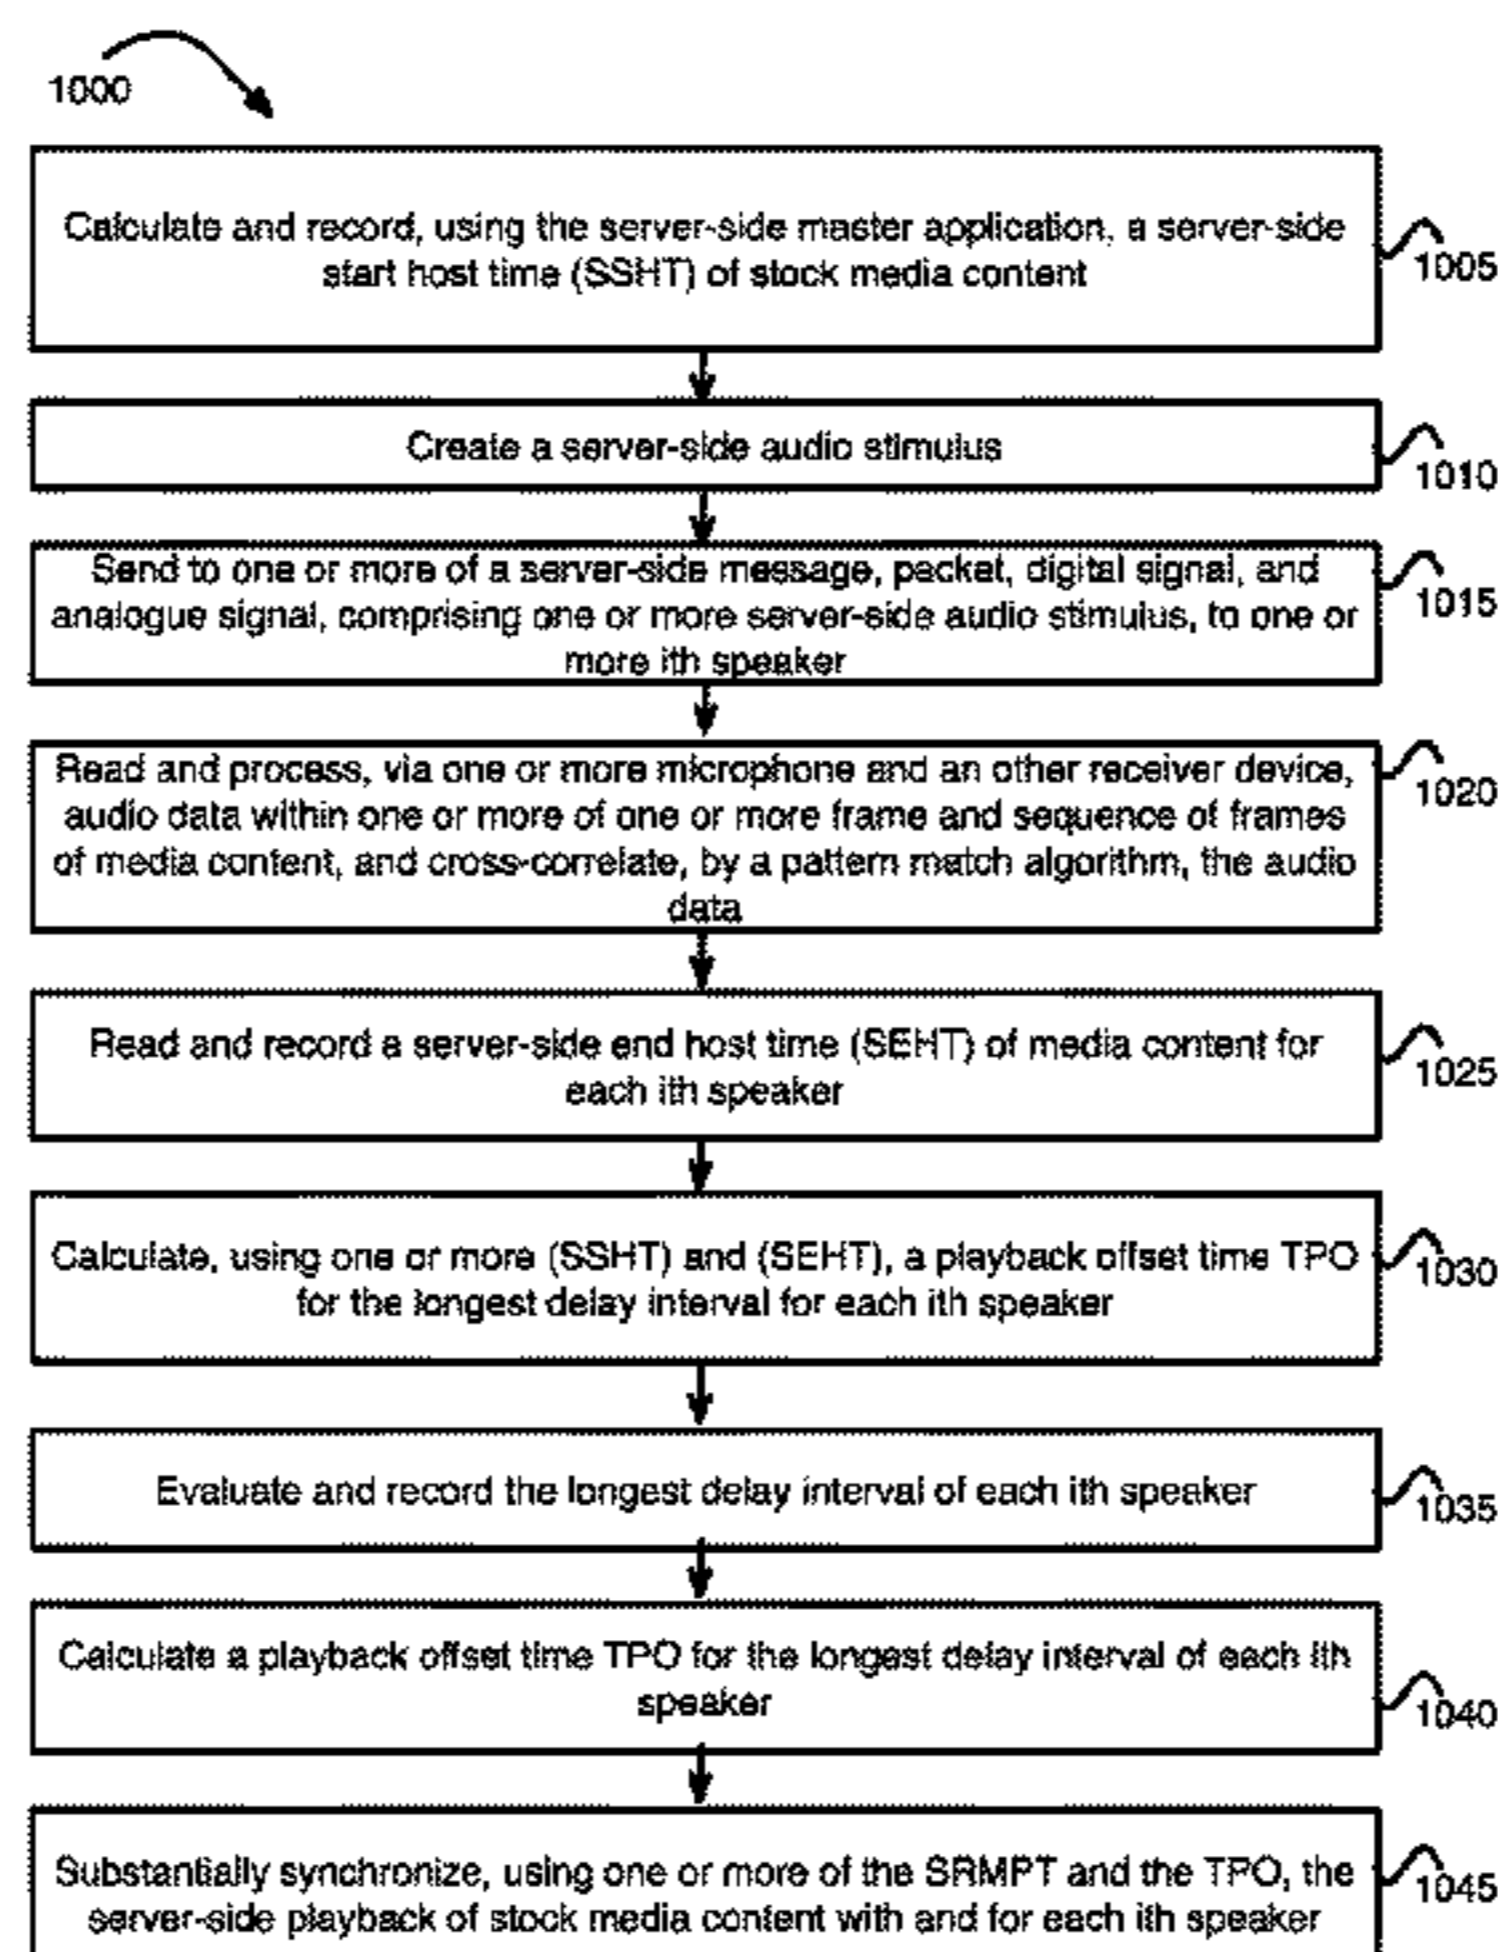 1000
Calculate and record, using the server-side master application, a server-side
start host time (SSHT) of stock media content
1005
Create a server-side audio stimulus
1010
Send to one or more of a server-side message, packet, digital signal, and
analogue signal, comprising one or more server-side audio stimulus, to one or
more ith speaker
1015
Read and process, via one or more microphone and an other receiver device,
audio data within one or more of one or more frame and sequence of frames
of media content, and cross-correlate, by a pattern match algorithm, the audio
data
1020
Read and record a server-side end host time (SEHT) of media content for
each ith speaker
1025
Calculate, using one or more (SSHT) and (SEHT), a playback offset time TPO
for the longest delay interval for each ith speaker
1030
Evaluate and record the longest delay interval of each ith speaker
1035
Calculate a playback offset time TPO for the longest delay interval of each ith
speaker
1040
Substantially synchronize, using one or more of the SRMPT and the TPO, the
server-side playback of stock media content with and for each ith speaker
1045